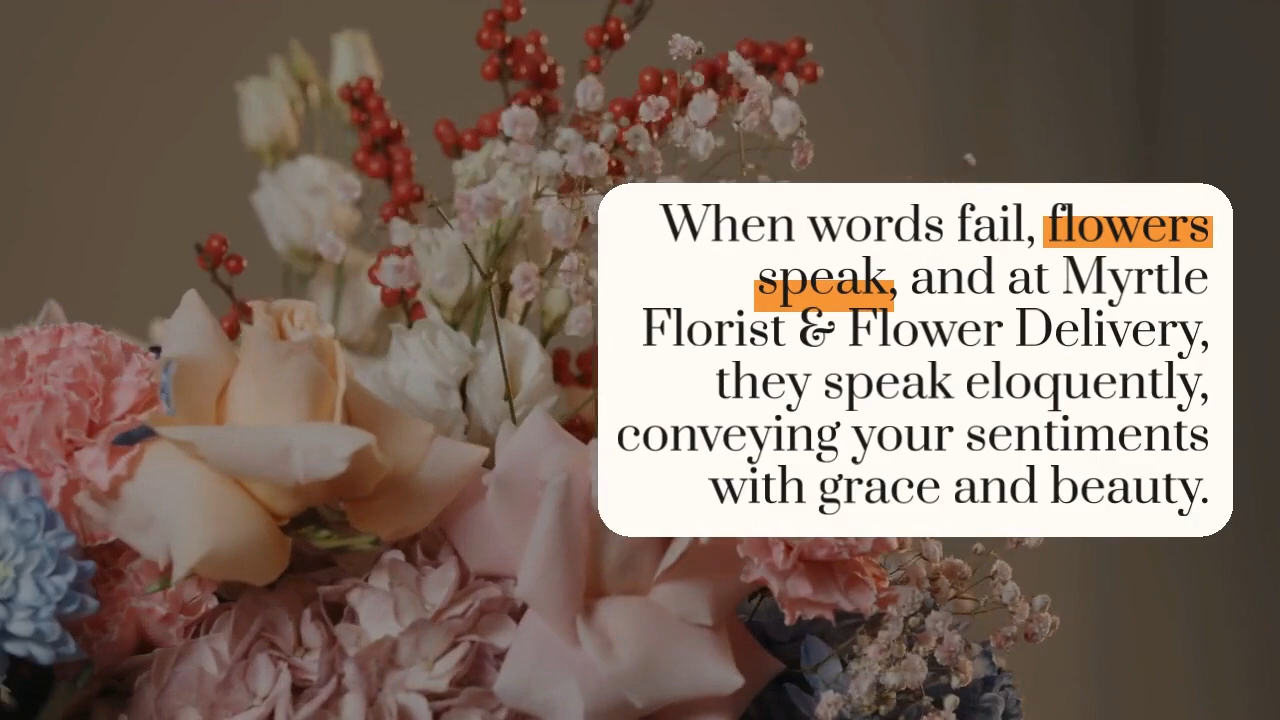 When words fail, flowers
speak, and at Myrtle
Florist & Flower Delivery,
they speak eloquently,
conveying your sentiments
with grace and beauty.